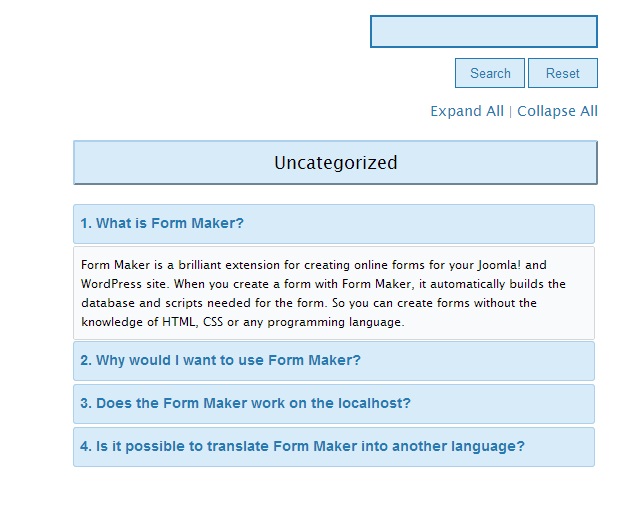 Search Reset
Expand All | Collapse All
Uncategorized
1. What is Form Maker?
Form Maker is a brilliant extension for creating online forms for your Joomla! and
WordPress site. When you create a form with Form Maker, it automatically builds the
database and scripts needed for the form. So you can create forms without the
knowledge of HTML, CSS or any programming language.
2. Why would I want to use Form Maker?
3. Does the Form Maker work on the localhost?
4. Is it possible to translate Form Maker into another language?